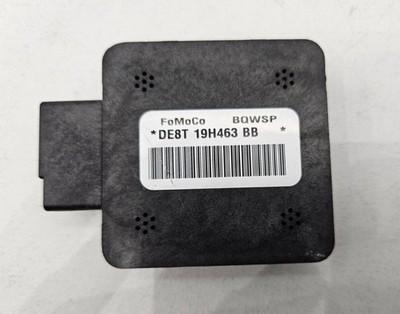 FoMoCo BQWSP
*DE8T 19H463 BB *